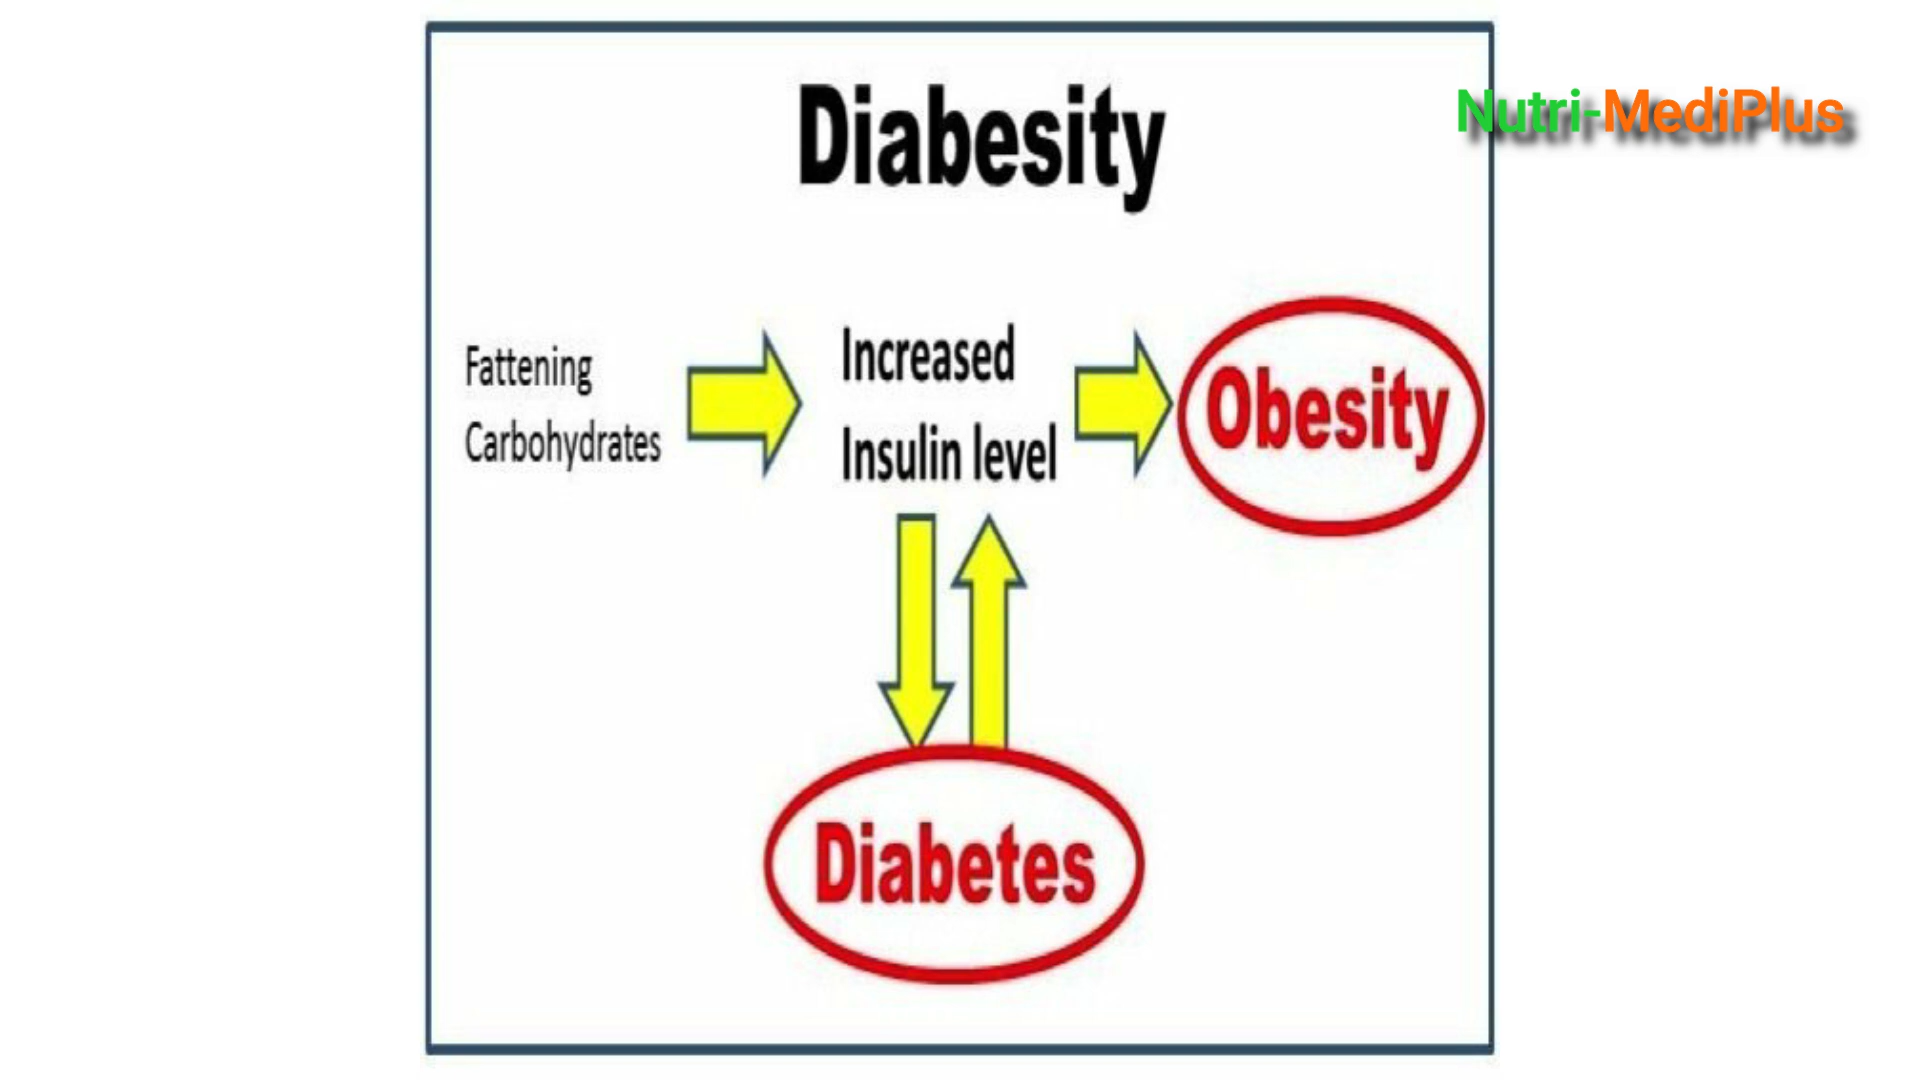 Diabesity
Nutri-MediPlus
Fattening
Carbohydrates
Increased
Insulin level
Obesity
Diabetes